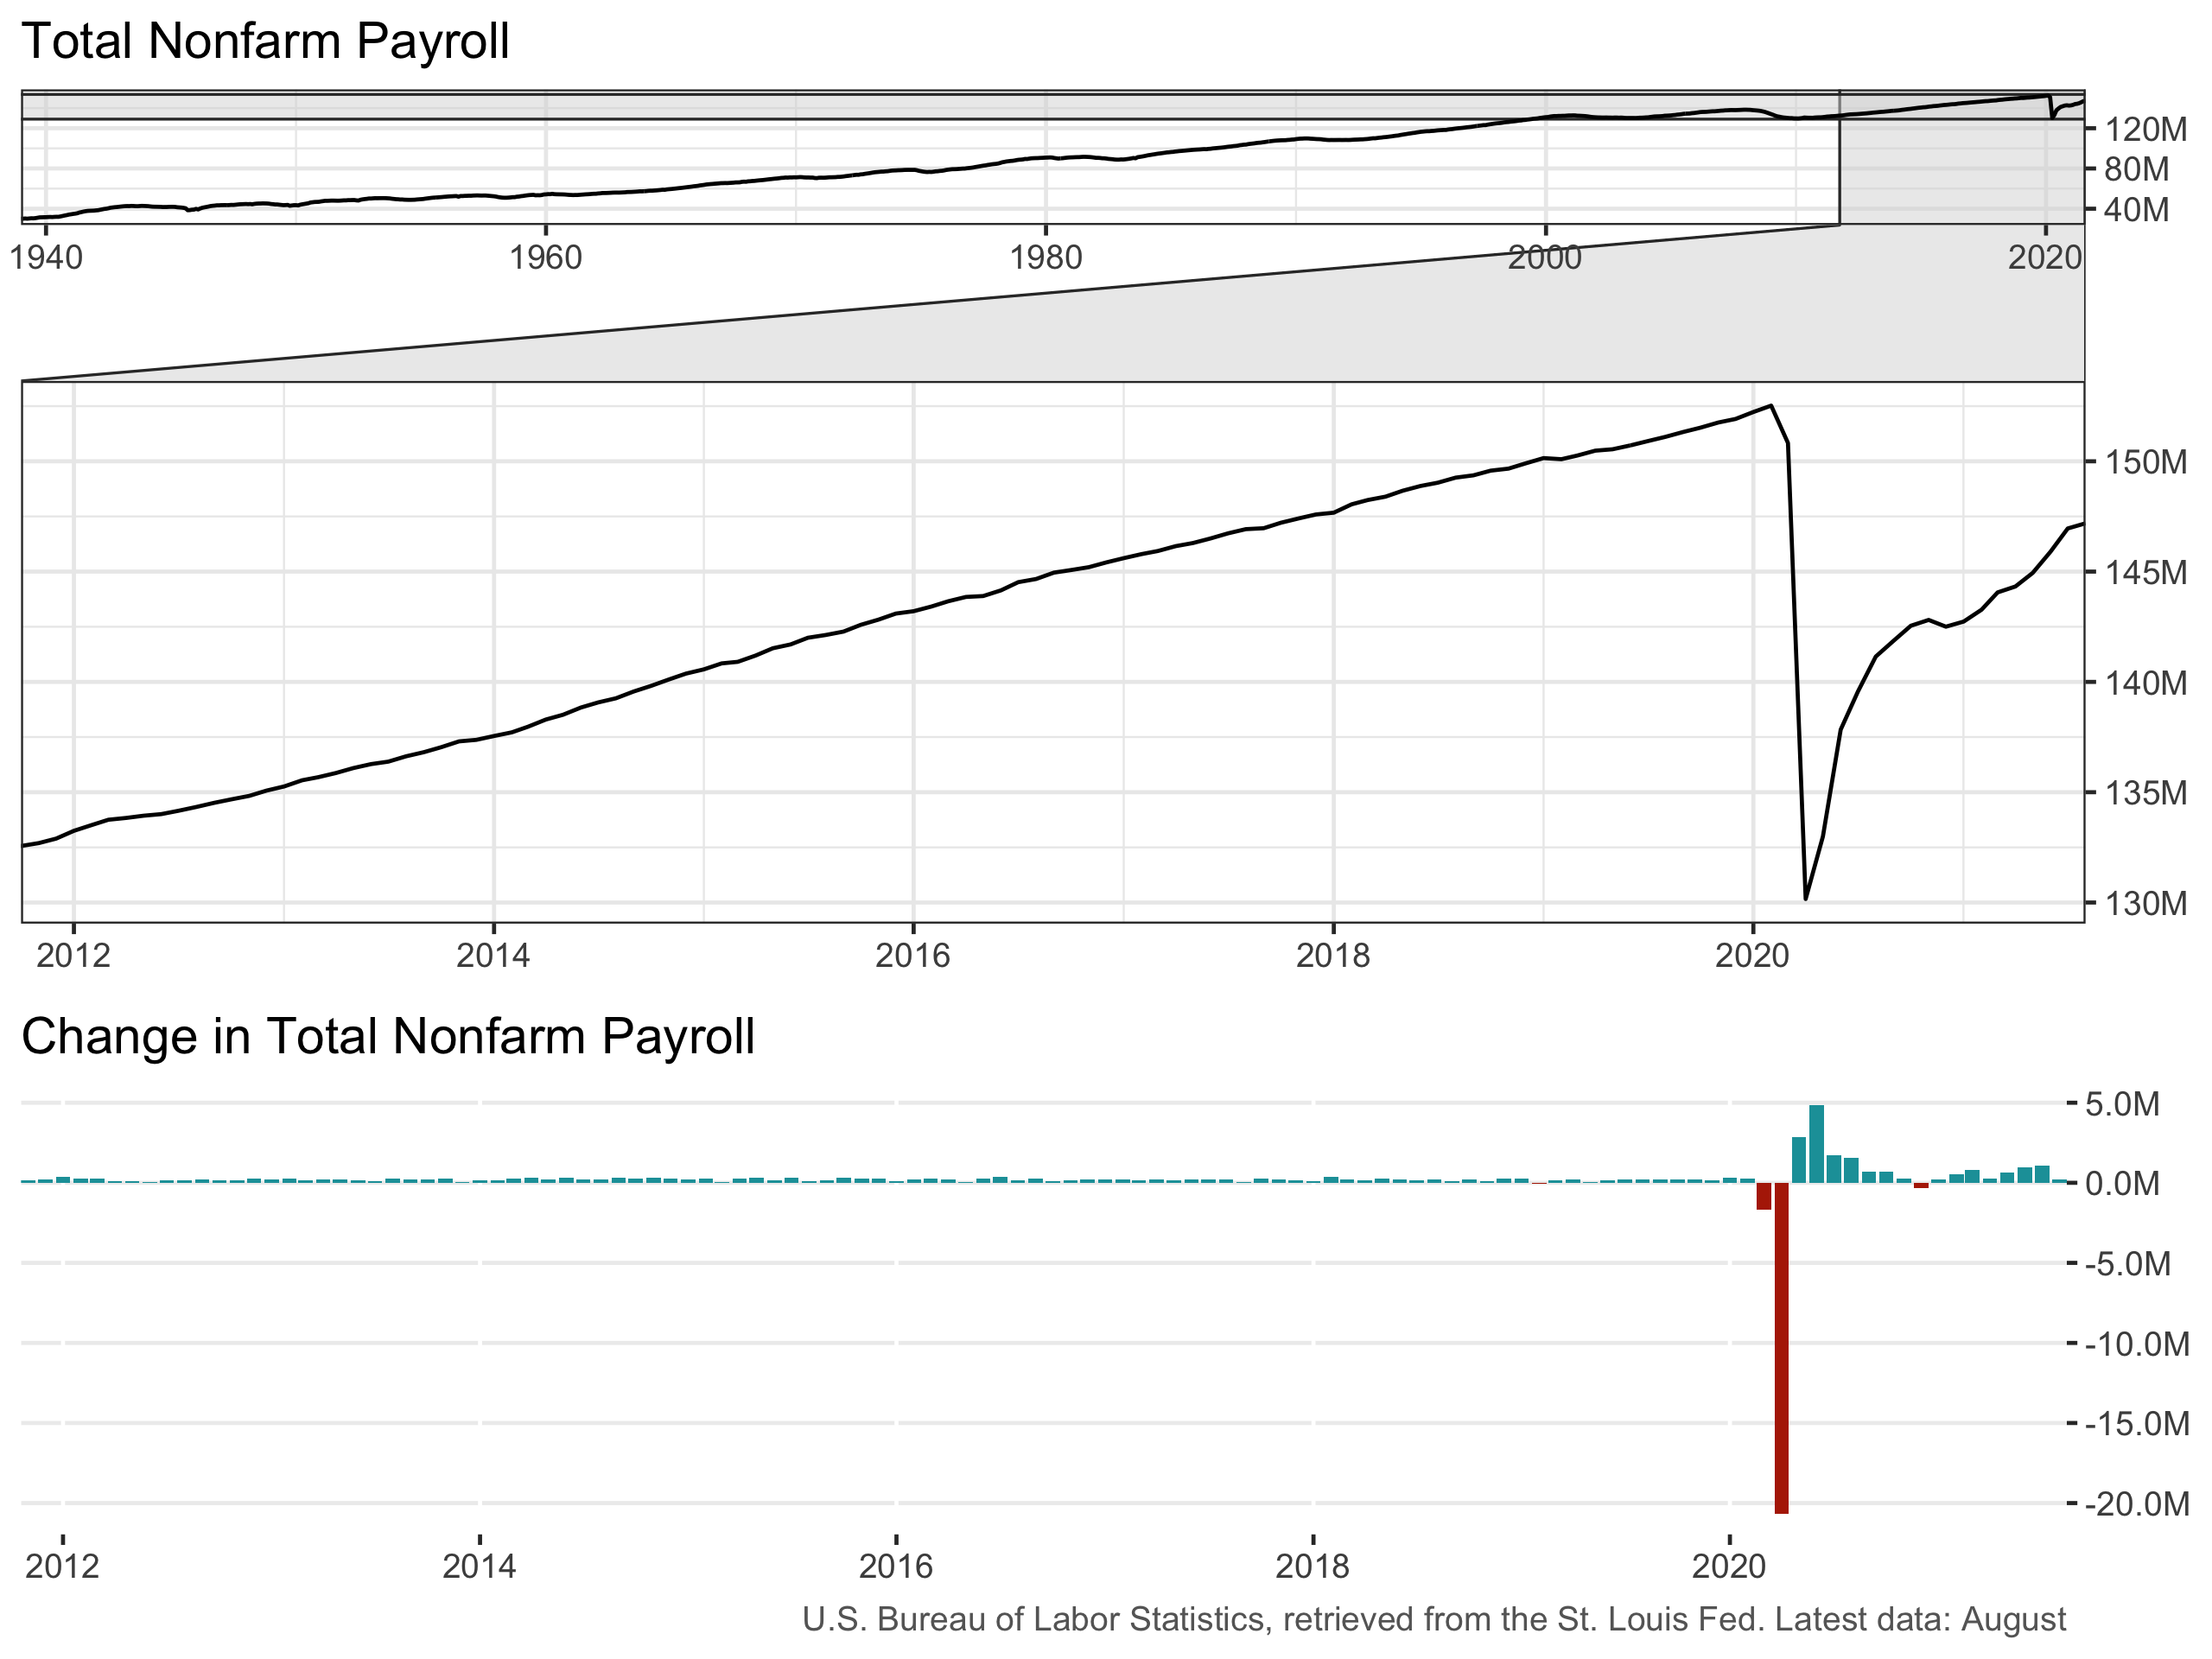 Total Nonfarm Payroll
120M
80M
40M
1940 1960 1980 2000 2020
150M
145M
140M
135M
130M
2012 2014 2016 2018 2020
Change in Total Nonfarm Payroll
5.0M
0.0M
-5.0M
-10.0M
-15.0M
-20.0M
2012 2014 2016 2018 2020
U.S. Bureau of Labor Statistics, retrieved from the St. Louis Fed. Latest data: August